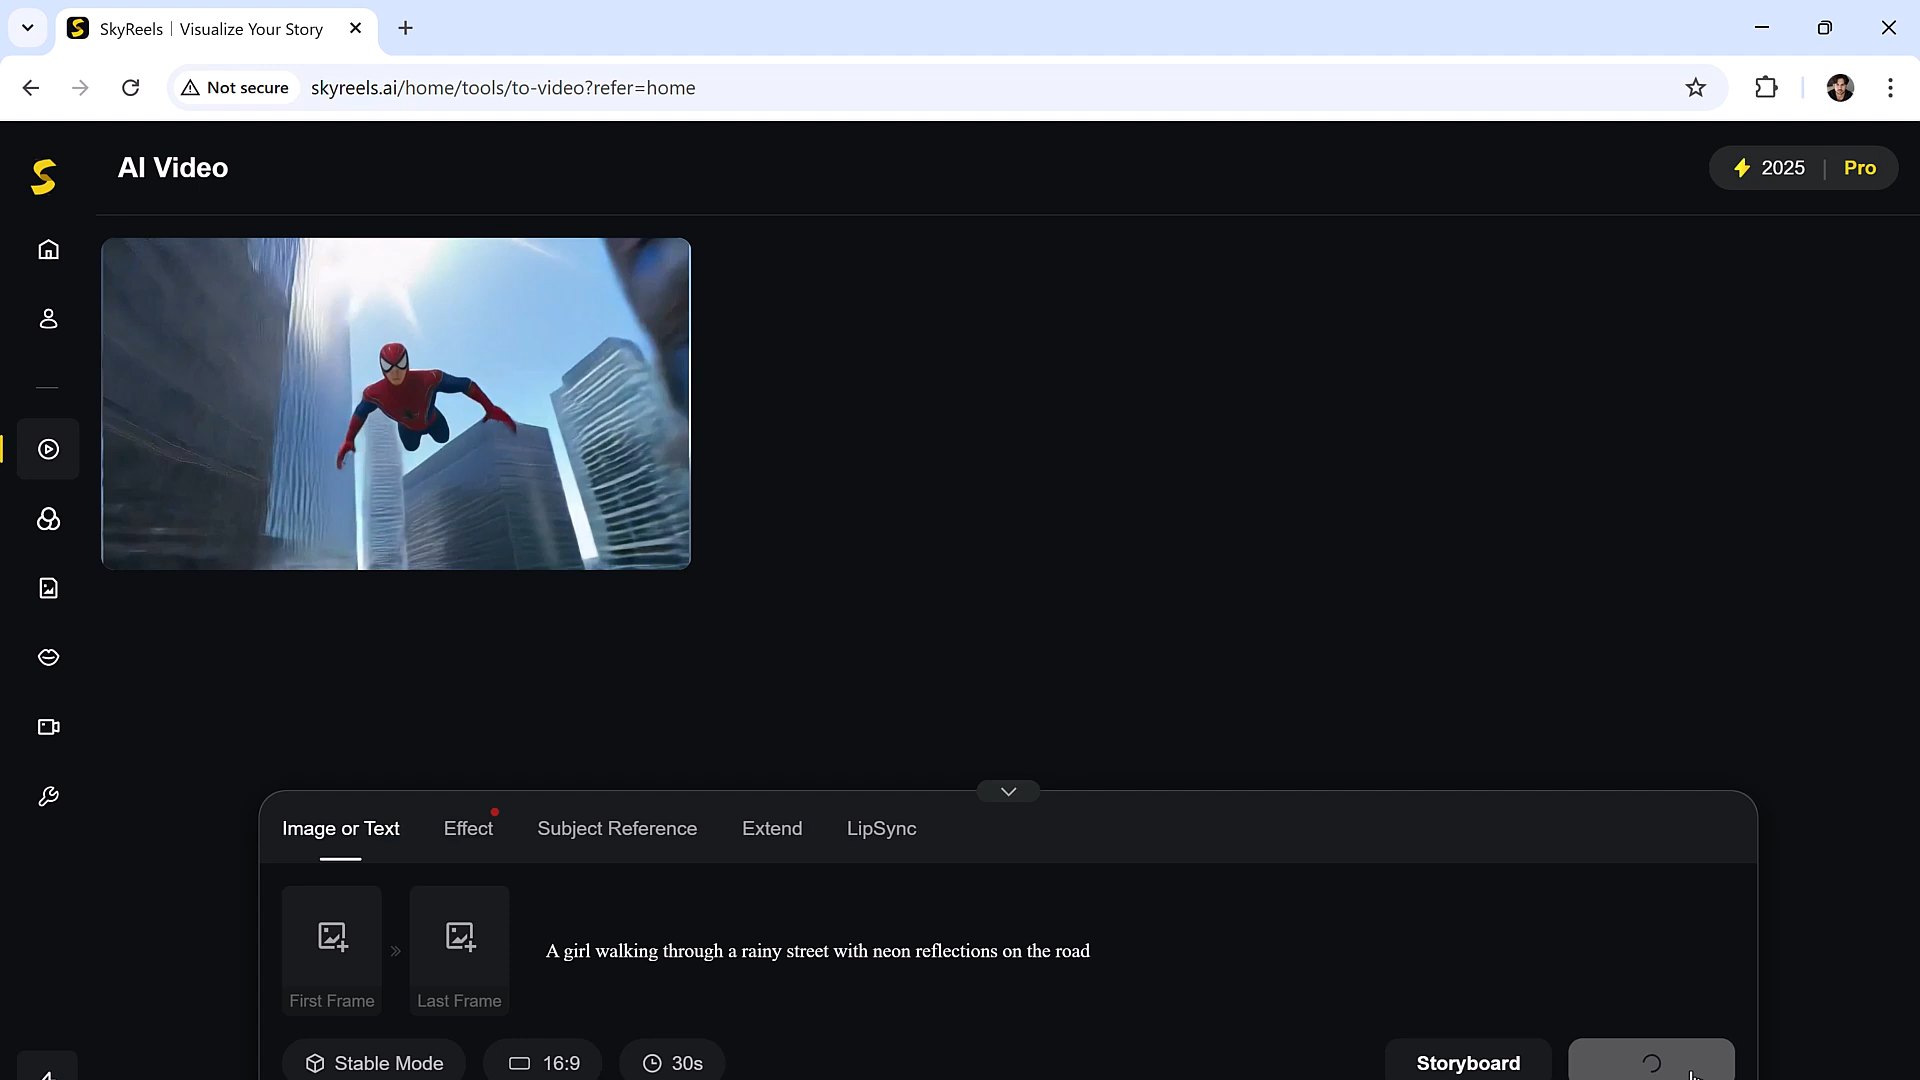 SkyReels | Visualize Your Story
Not secure
skyreels.ai/home/tools/to-video?refer=home
AI Video
2025 | Pro
Image or Text
Effect
Subject Reference
Extend
LipSync
A girl walking through a rainy street with neon reflections on the road
First Frame
Last Frame
Stable Mode
16:9
30s
Storyboard